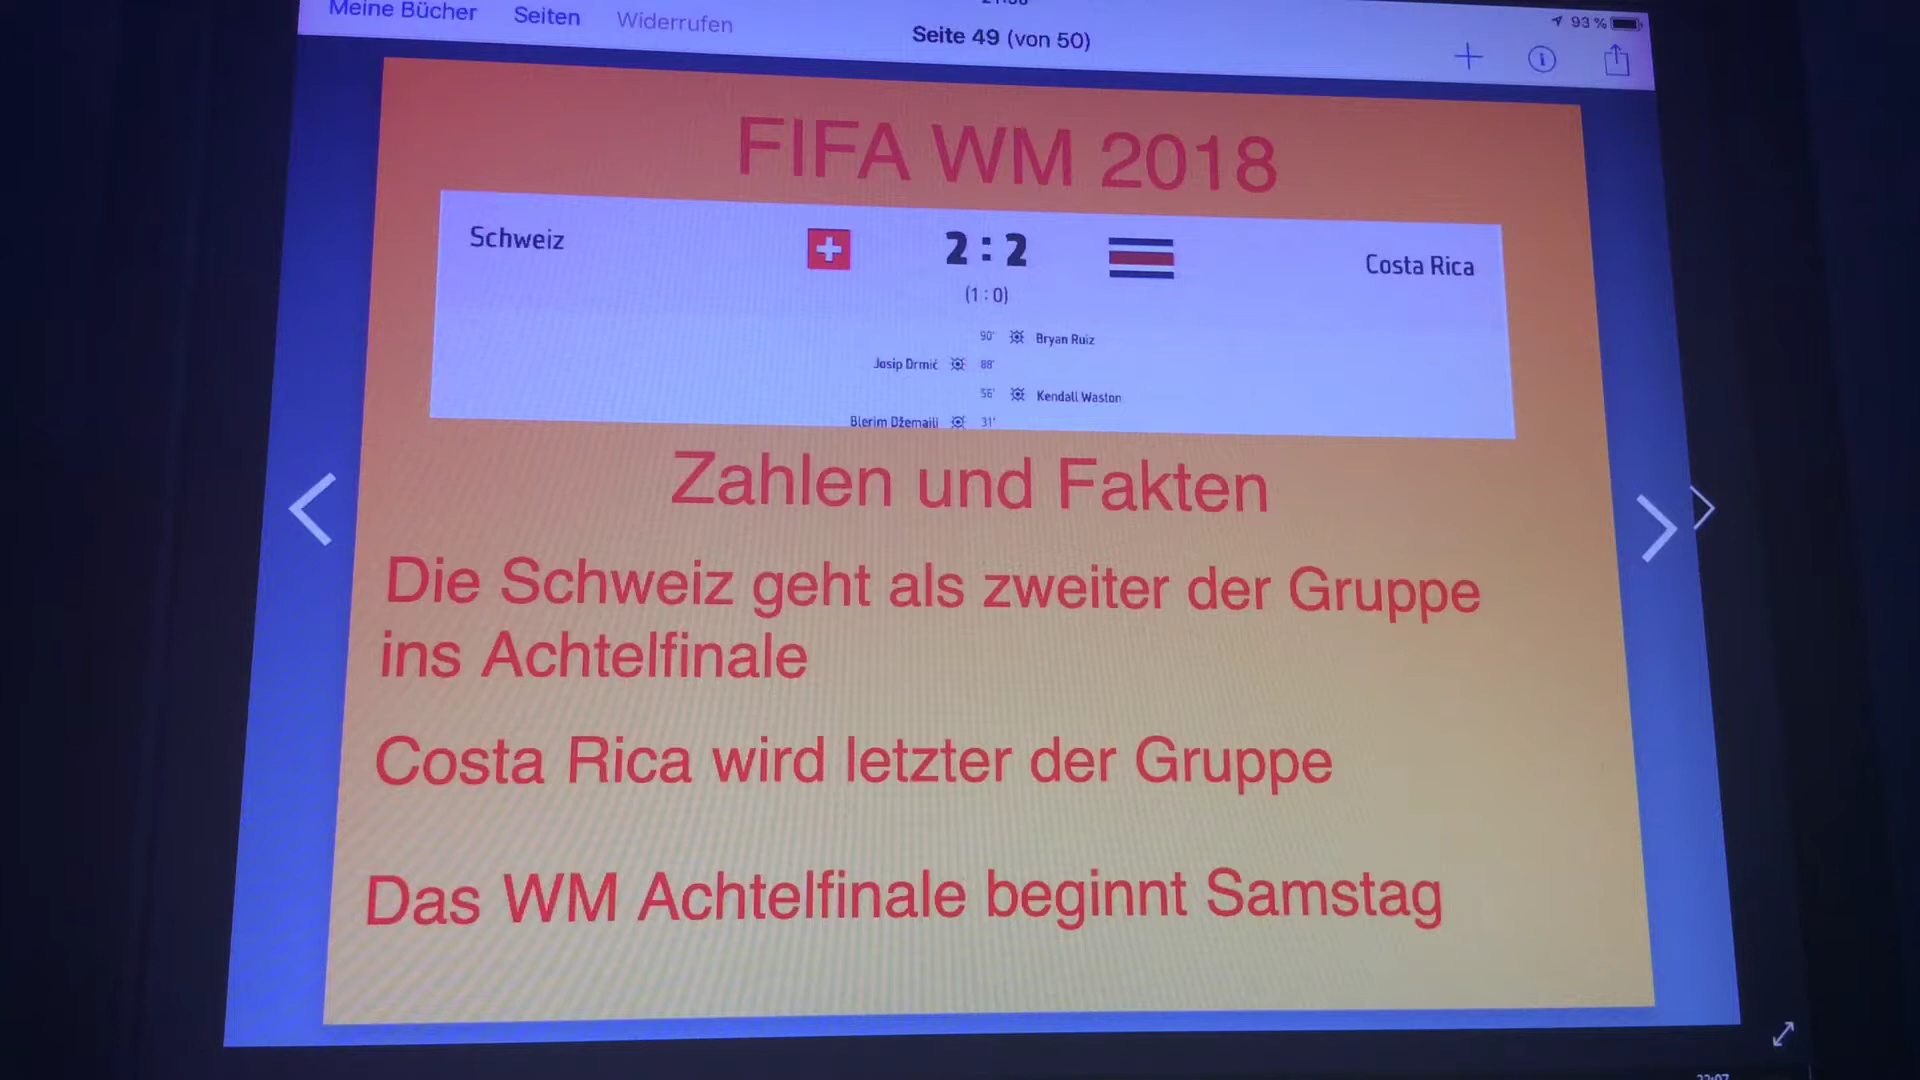 Meine Bücher Seiten Widerrufen
Seite 49 (von 50)
93 %
FIFA WM 2018
Schweiz 2 : 2 Costa Rica
(1 : 0)
90' Bryan Ruiz
Josip Drmić 88'
56' Kendall Waston
Blerim Džemaili 31'
Zahlen und Fakten
Die Schweiz geht als zweiter der Gruppe
ins Achtelfinale
Costa Rica wird letzter der Gruppe
Das WM Achtelfinale beginnt Samstag